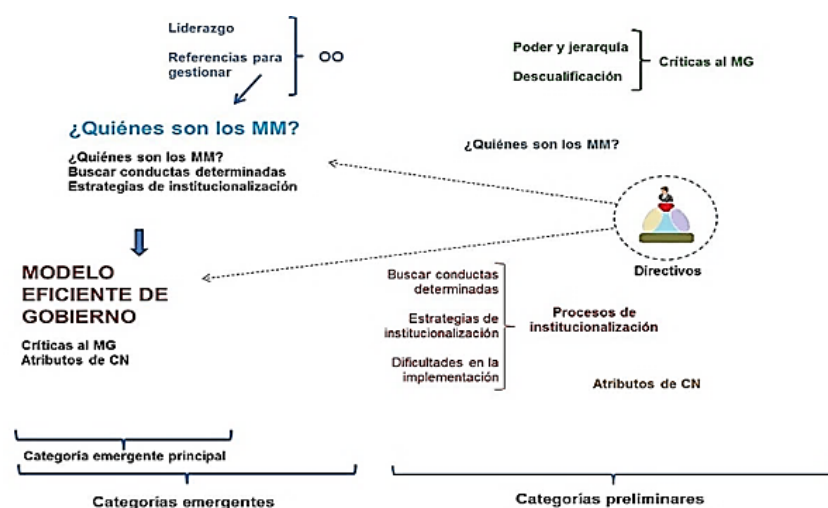 Liderazgo
Referencias para
gestionar
OO
Poder y jerarquía
Descualificación
Críticas al MG
¿Quiénes son los MM?
¿Quiénes son los MM?
Buscar conductas determinadas
Estrategias de institucionalización
¿Quiénes son los MM?
Directivos
MODELO
EFICIENTE DE
GOBIERNO
Críticas al MG
Atributos de CN
Buscar conductas
determinadas
Estrategias de
institucionalización
Dificultades en la
implementación
Procesos de
institucionalización
Atributos de CN
Categoría emergente principal
Categorías emergentes
Categorías preliminares